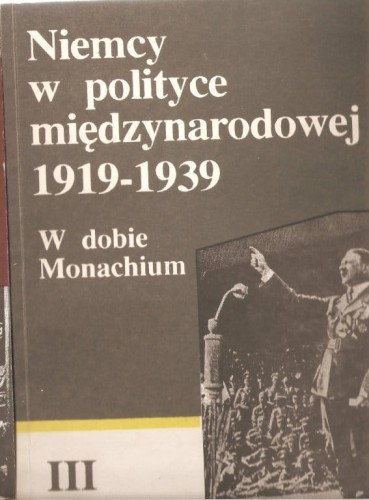 Niemcy
w polityce
międzynarodowej
1919-1939
W dobie
Monachium
III